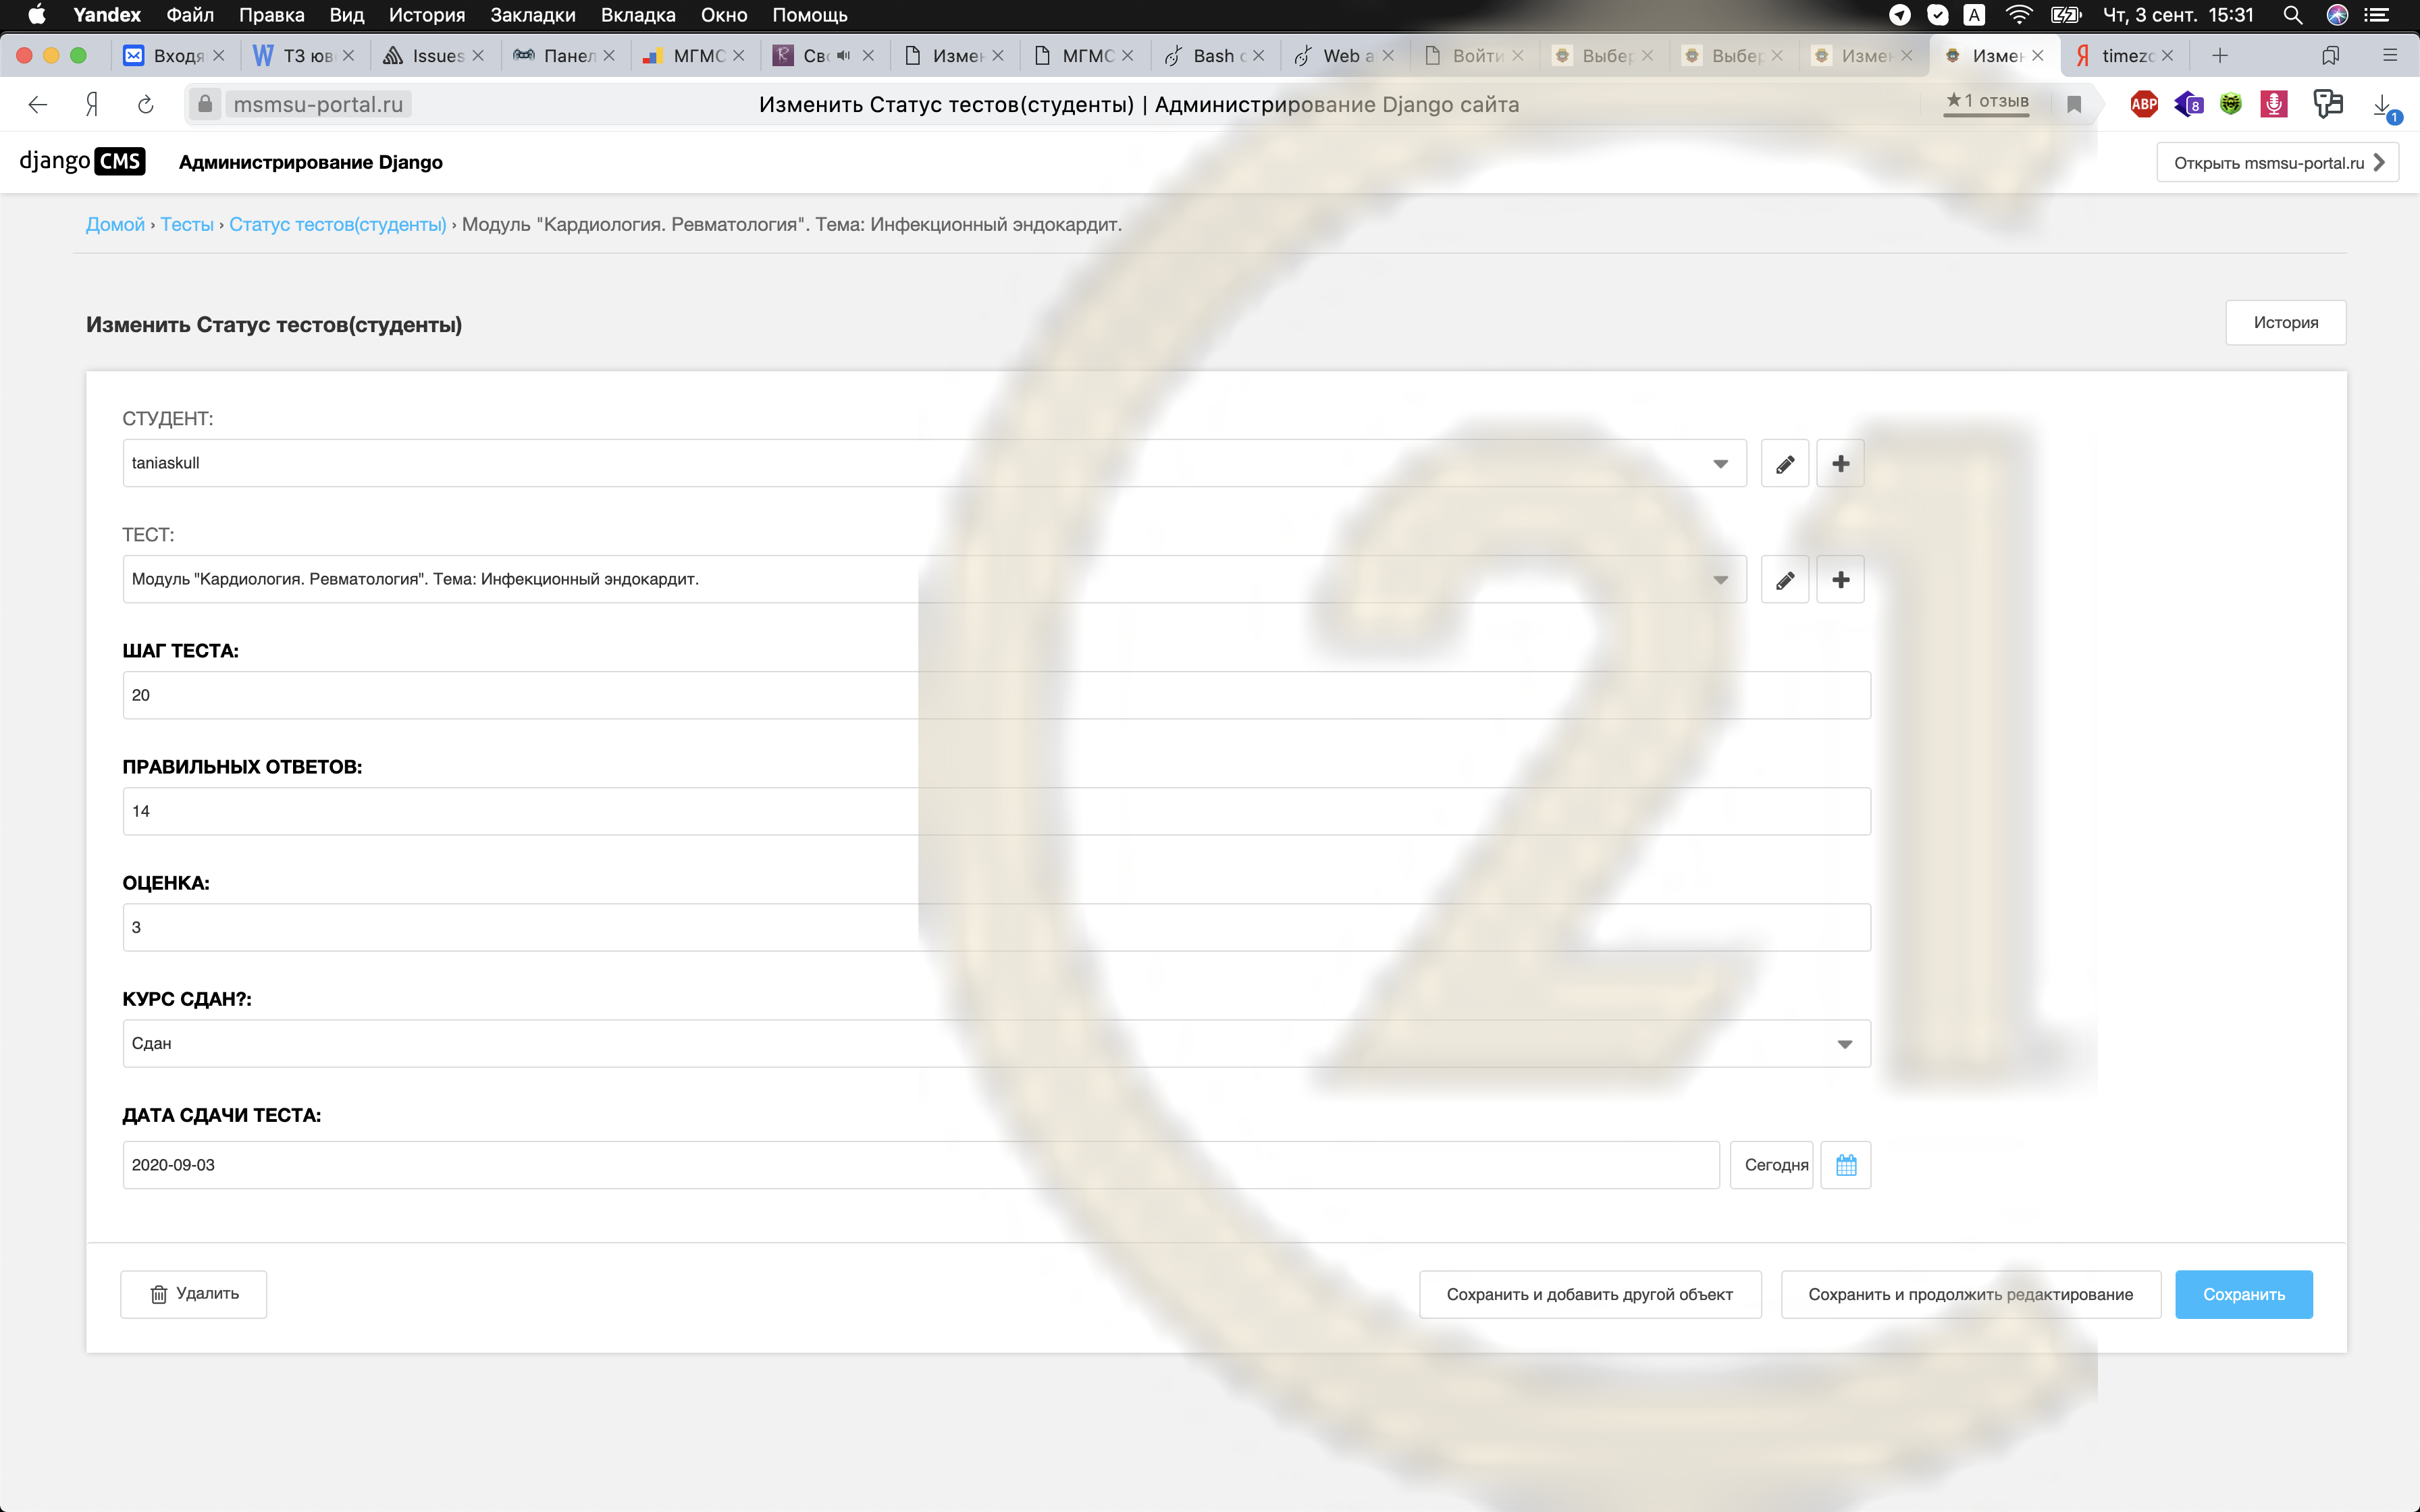 Yandex Файл Правка Вид История Закладки Вкладка Окно Помощь A Чт, 3 сент. 15:31
Входя ТЗ юв Issues Панел МГМС Св Измен МГМС Bash c Web a Войти Выбер Выбер Измен Измен timezo
msmsu-portal.ru Изменить Статус тестов(студенты) | Администрирование Django сайта ★1 отзыв ABP 8 1
django CMS Администрирование Django Открыть msmsu-portal.ru
Домой › Тесты › Статус тестов(студенты) › Модуль "Кардиология. Ревматология". Тема: Инфекционный эндокардит.
Изменить Статус тестов(студенты) История
СТУДЕНТ:
taniaskull
ТЕСТ:
Модуль "Кардиология. Ревматология". Тема: Инфекционный эндокардит.
ШАГ ТЕСТА:
20
ПРАВИЛЬНЫХ ОТВЕТОВ:
14
ОЦЕНКА:
3
КУРС СДАН?:
Сдан
ДАТА СДАЧИ ТЕСТА:
2020-09-03 Сегодня
Удалить Сохранить и добавить другой объект Сохранить и продолжить редактирование Сохранить
C21